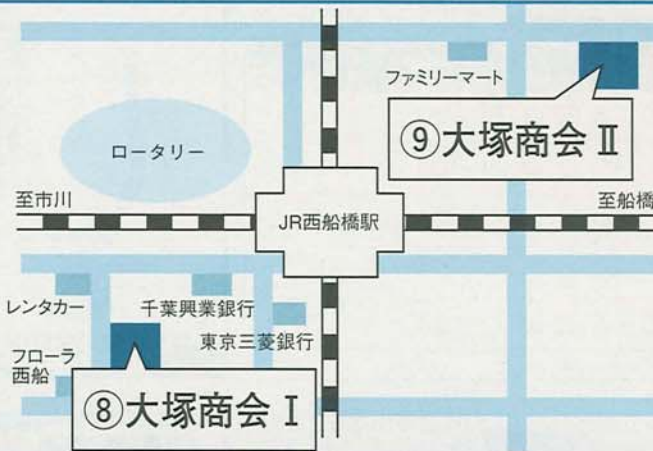 ファミリーマート
⑨大塚商会Ⅱ
ロータリー
至市川
JR西船橋駅
至船橋
レンタカー
千葉興業銀行
東京三菱銀行
フローラ
西船
⑧大塚商会Ⅰ